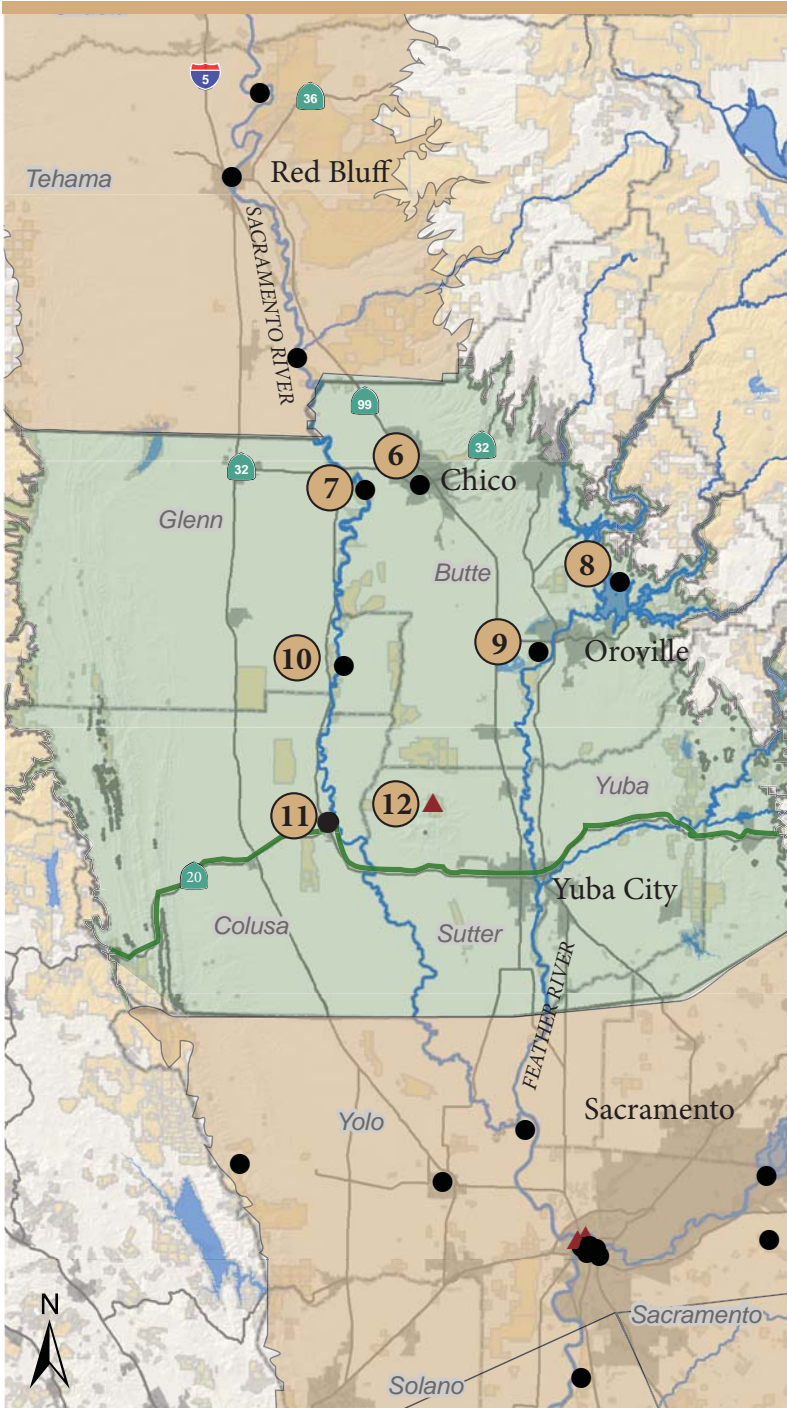 5
36
Red Bluff
Tehama
SACRAMENTO RIVER
99
6
32
32
7
Chico
Glenn
8
Butte
9
10
Oroville
Yuba
11
12
20
Yuba City
Colusa
Sutter
FEATHER RIVER
Sacramento
Yolo
N
Sacramento
Solano